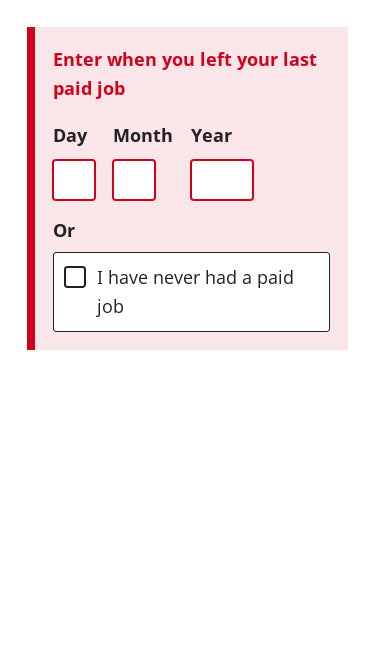 Enter when you left your last
paid job
Day Month Year
Or
I have never had a paid
job